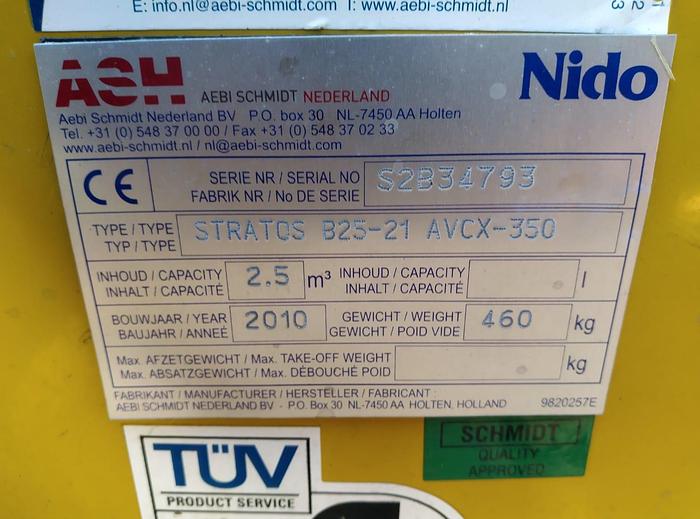 E: info.nl@aebi-schmidt.com I: www.aebi-schmidt.nl
ASH AEBI SCHMIDT NEDERLAND
Nido
Aebi Schmidt Nederland BV P.O. box 30 NL-7450 AA Holten
Tel. +31 (0) 548 37 00 00 / Fax +31 (0) 548 37 02 33
www.aebi-schmidt.nl / nl@aebi-schmidt.com
CE
SERIE NR / SERIAL NO
FABRIK NR / No DE SERIE
S2B34793
TYPE / TYPE
TYP / TYPE
STRATOS B25-21 AVCX-350
INHOUD / CAPACITY
INHALT / CAPACITÉ
2.5 m³
INHOUD / CAPACITY
INHALT / CAPACITÉ
l
BOUWJAAR / YEAR
BAUJAHR / ANNEÉ
2010
GEWICHT / WEIGHT
GEWICHT / POID VIDE
460 kg
Max. AFZETGEWICHT / Max. TAKE-OFF WEIGHT
Max. ABSATZGEWICHT / Max. DÉBOUCHÉ POID
kg
FABRIKANT / MANUFACTURER / HERSTELLER / FABRICANT
AEBI SCHMIDT NEDERLAND BV - P.O. Box 30 NL-7450 AA HOLTEN, HOLLAND 9820257E
TÜV
PRODUCT SERVICE
SCHMIDT
QUALITY
APPROVED